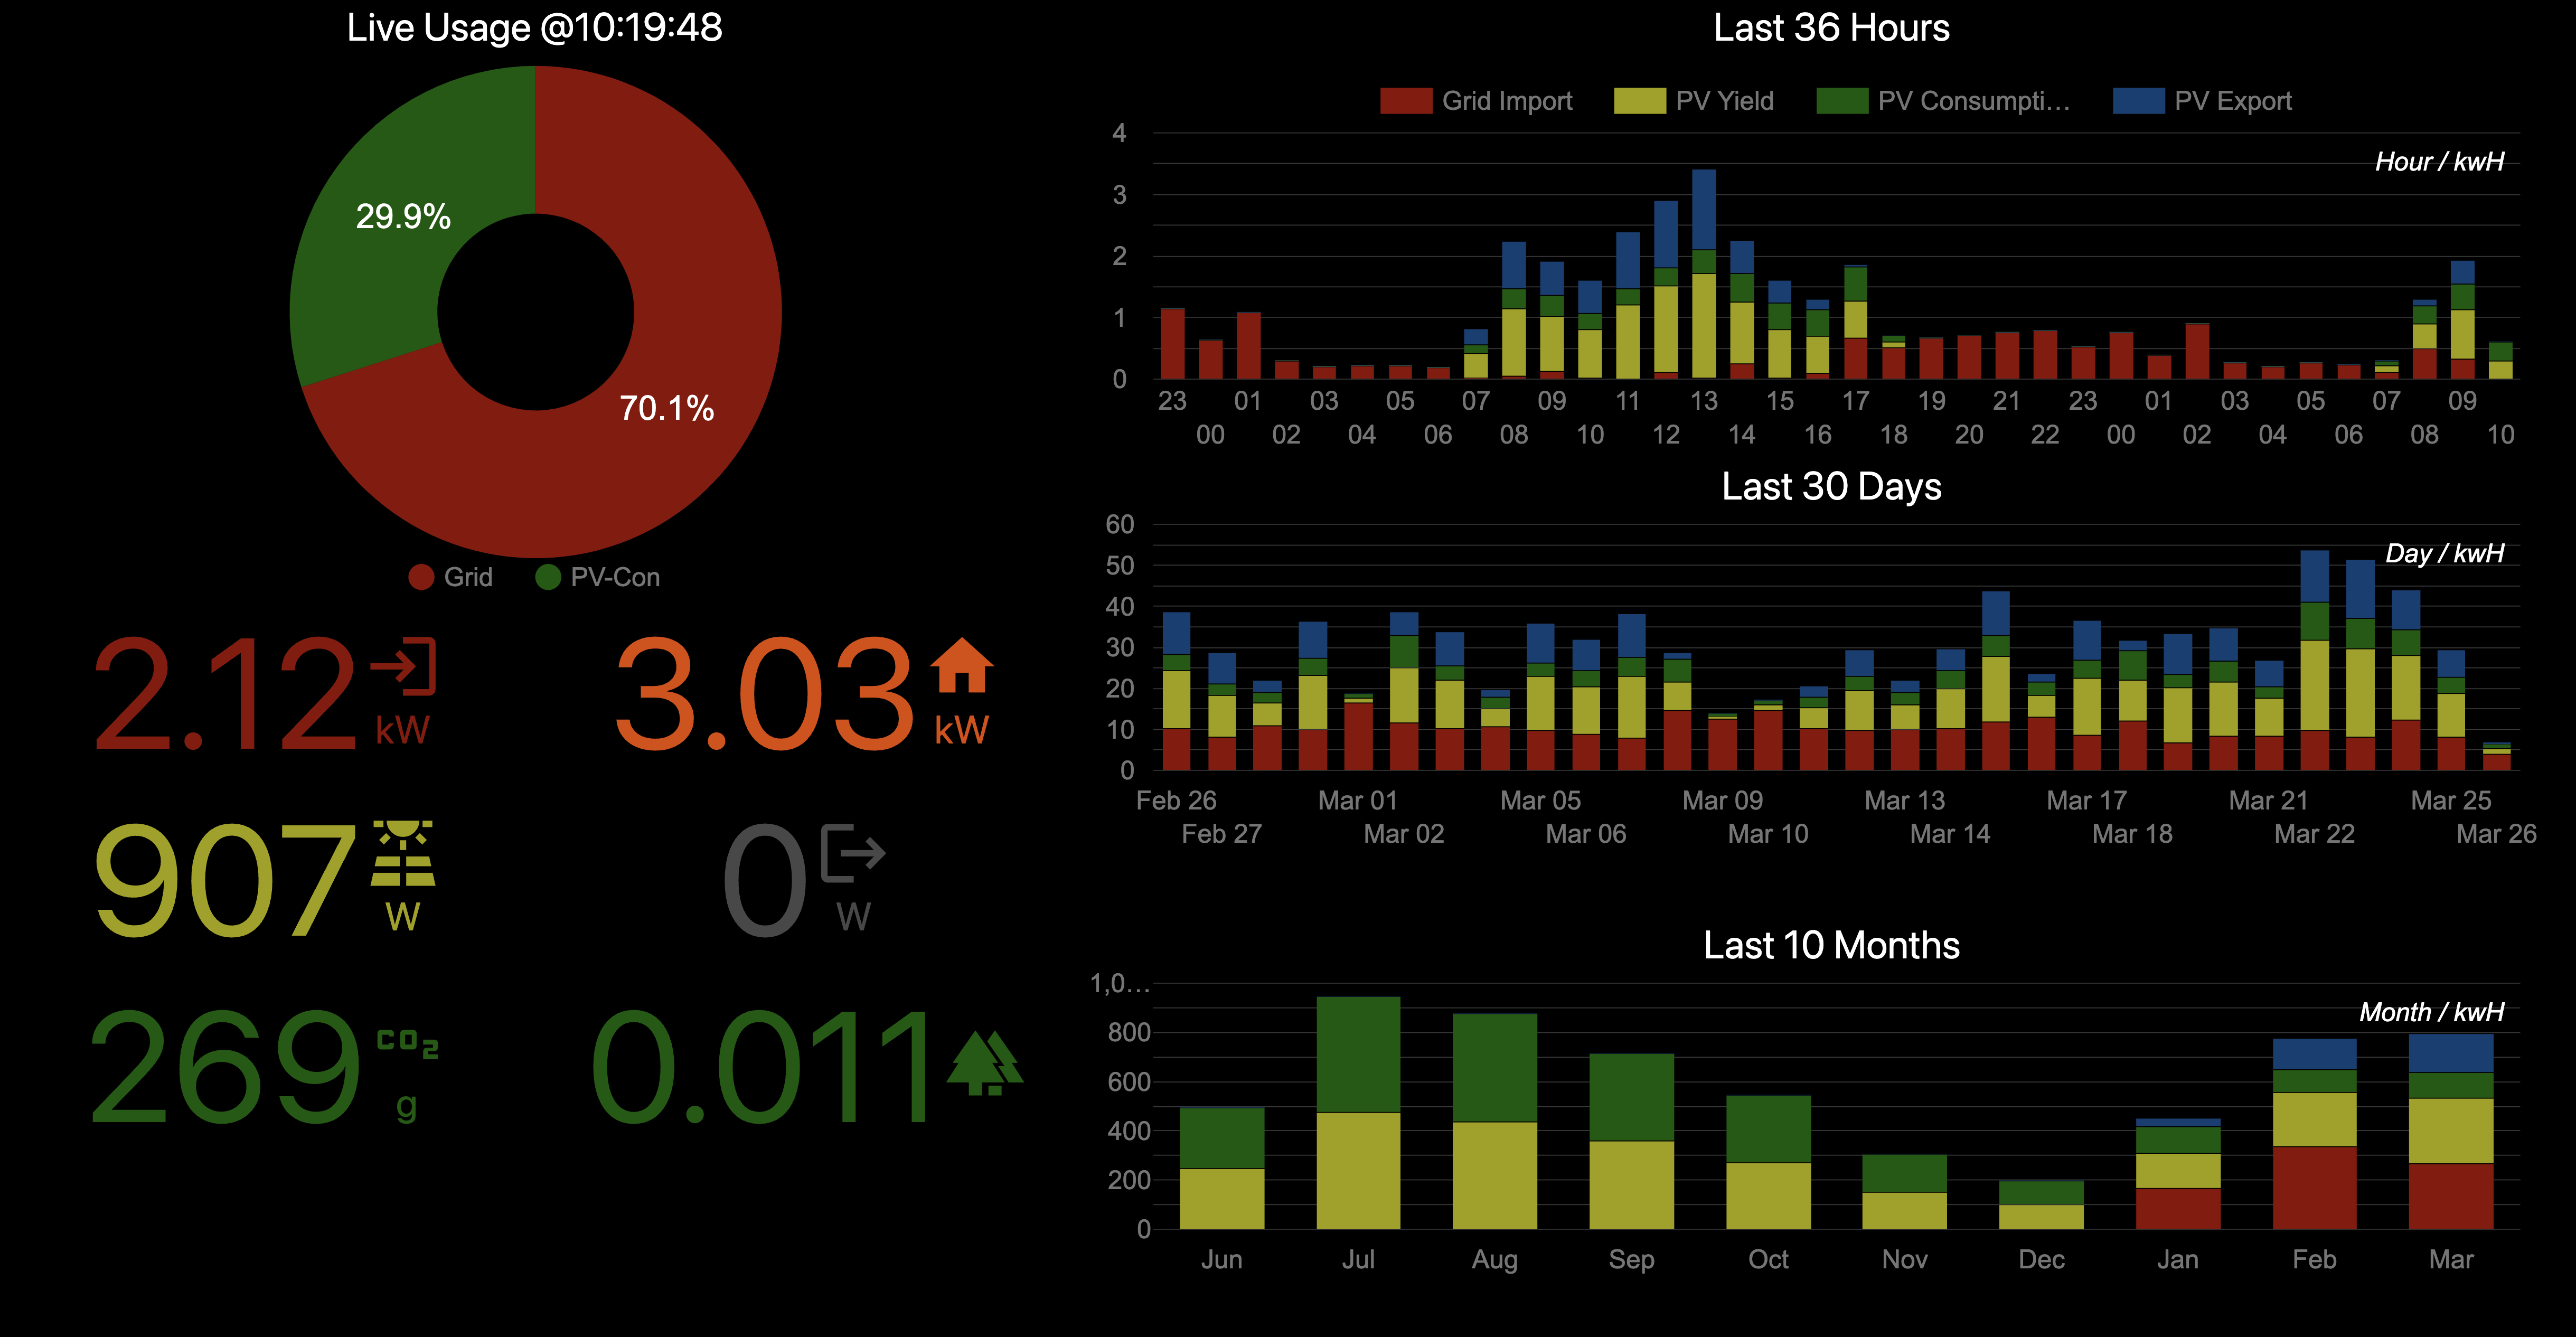 Live Usage @10:19:48
29.9%
70.1%
Grid PV-Con
2.12 kW
3.03 kW
907 W
0 W
269 CO2 g
0.011
Last 36 Hours
Grid Import PV Yield PV Consumpti… PV Export
Hour / kwH
4
3
2
1
0
23 01 03 05 07 09 11 13 15 17 19 21 23 01 03 05 07 09
00 02 04 06 08 10 12 14 16 18 20 22 00 02 04 06 08 10
Last 30 Days
Day / kwH
60
50
40
30
20
10
0
Feb 26 Mar 01 Mar 05 Mar 09 Mar 13 Mar 17 Mar 21 Mar 25
Feb 27 Mar 02 Mar 06 Mar 10 Mar 14 Mar 18 Mar 22 Mar 26
Last 10 Months
Month / kwH
1,0…
800
600
400
200
0
Jun Jul Aug Sep Oct Nov Dec Jan Feb Mar